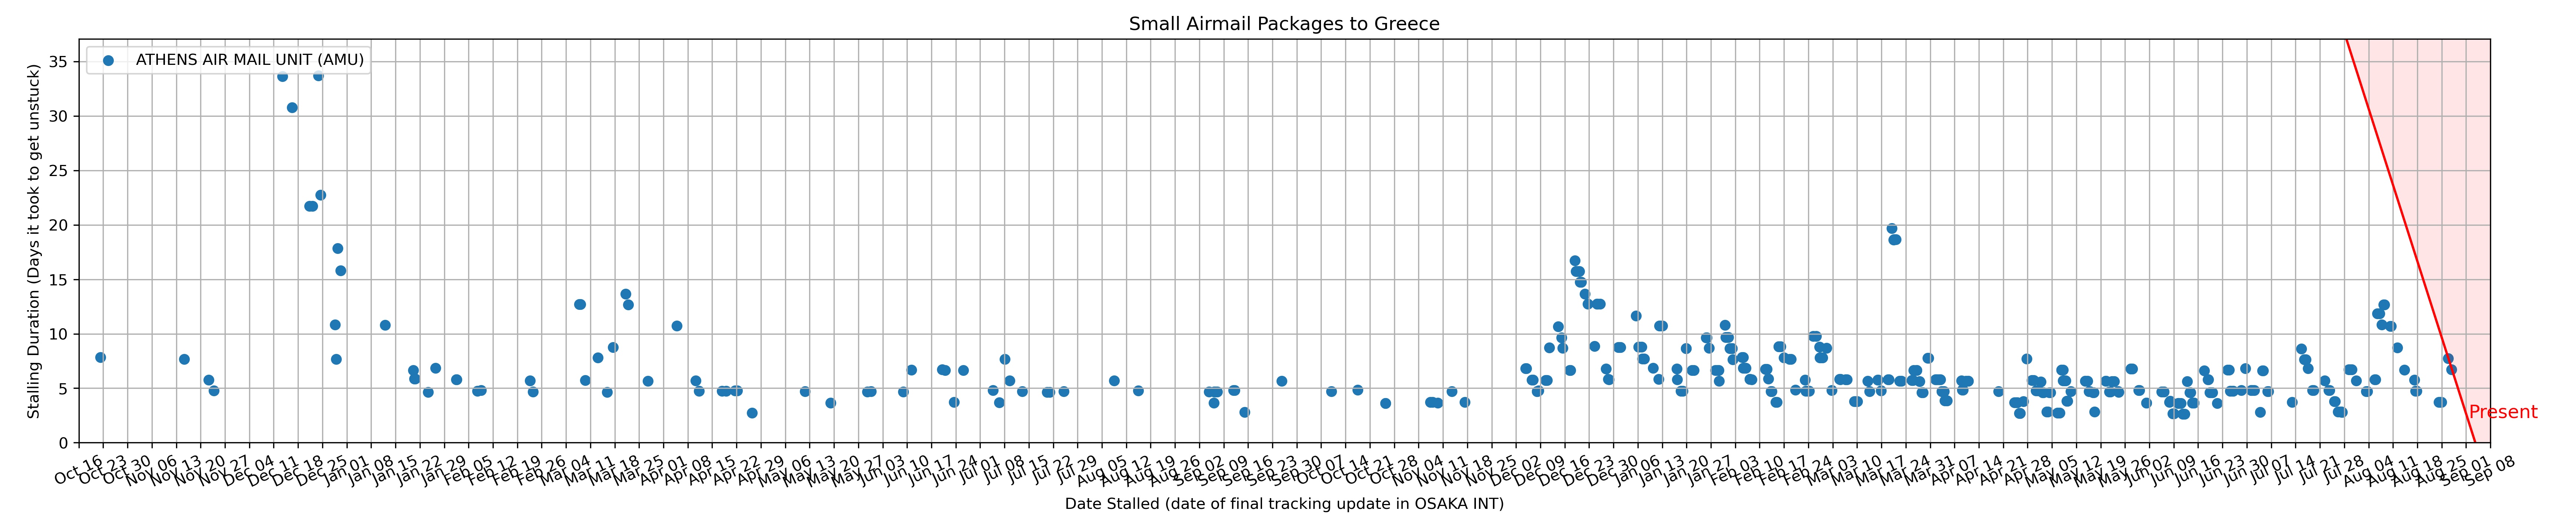 Small Airmail Packages to Greece
ATHENS AIR MAIL UNIT (AMU)
Stalling Duration (Days it took to get unstuck)
35
30
25
20
15
10
5
0
Present
Oct 16 Oct 23 Oct 30 Nov 06 Nov 13 Nov 20 Nov 27 Dec 04 Dec 11 Dec 18 Dec 25 Jan 01 Jan 08 Jan 15 Jan 22 Jan 29 Feb 05 Feb 12 Feb 19 Feb 26 Mar 04 Mar 11 Mar 18 Mar 25 Apr 01 Apr 08 Apr 15 Apr 22 Apr 29 May 06 May 13 May 20 May 27 Jun 03 Jun 10 Jun 17 Jun 24 Jul 01 Jul 08 Jul 15 Jul 22 Jul 29 Aug 05 Aug 12 Aug 19 Aug 26 Sep 02 Sep 09 Sep 16 Sep 23 Sep 30 Oct 07 Oct 14 Oct 21 Oct 28 Nov 04 Nov 11 Nov 18 Nov 25 Dec 02 Dec 09 Dec 16 Dec 23 Dec 30 Jan 06 Jan 13 Jan 20 Jan 27 Feb 03 Feb 10 Feb 17 Feb 24 Mar 03 Mar 10 Mar 17 Mar 24 Mar 31 Apr 07 Apr 14 Apr 21 Apr 28 May 05 May 12 May 19 May 26 Jun 02 Jun 09 Jun 16 Jun 23 Jun 30 Jul 07 Jul 14 Jul 21 Jul 28 Aug 04 Aug 11 Aug 18 Aug 25 Sep 01 Sep 08
Date Stalled (date of final tracking update in OSAKA INT)